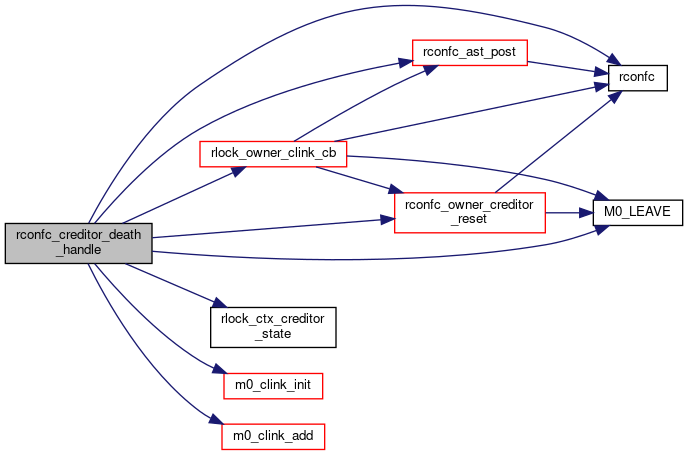 rconfc_ast_post
rconfc
rlock_owner_clink_cb
rconfc_owner_creditor
_reset
M0_LEAVE
rconfc_creditor_death
_handle
rlock_ctx_creditor
_state
m0_clink_init
m0_clink_add